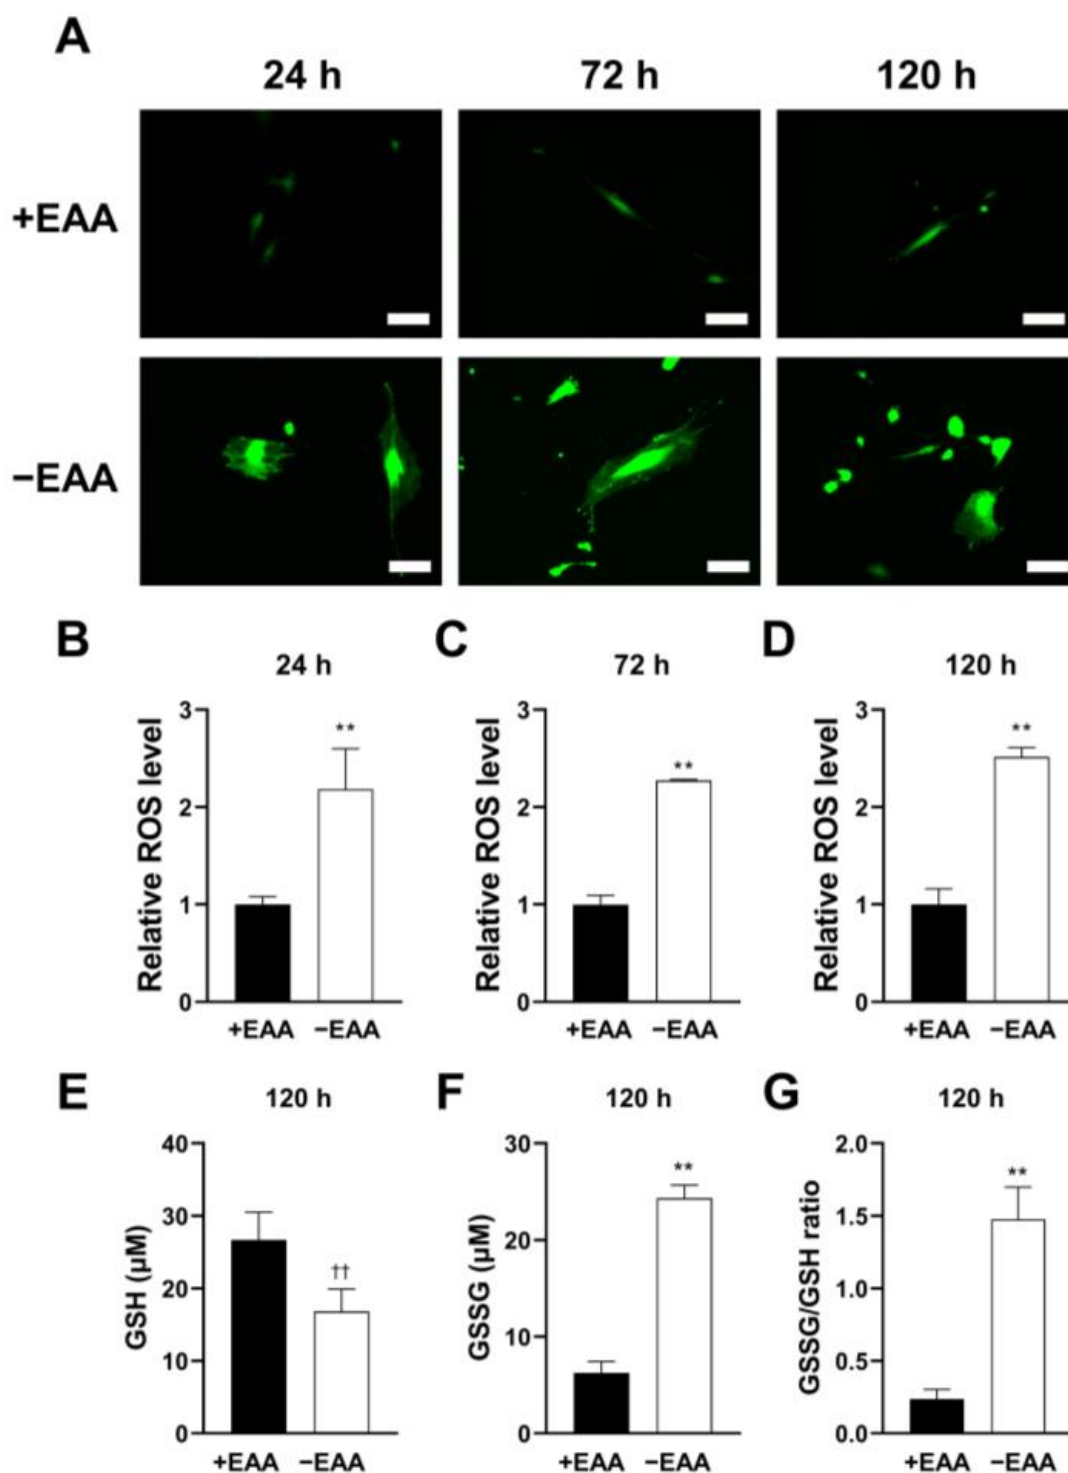 A
24 h 72 h 120 h
+EAA
−EAA
B C D
24 h 72 h 120 h
Relative ROS level
3
2
1
0
**
+EAA −EAA
Relative ROS level
3
2
1
0
**
+EAA −EAA
Relative ROS level
3
2
1
0
**
+EAA −EAA
E F G
120 h 120 h 120 h
GSH (µM)
40
30
20
10
0
††
+EAA −EAA
GSSG (µM)
30
20
10
0
**
+EAA −EAA
GSSG/GSH ratio
2.0
1.5
1.0
0.5
0.0
**
+EAA −EAA